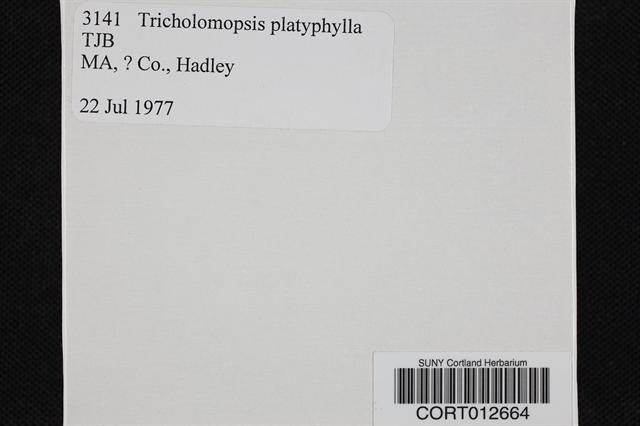 3141 Tricholomopsis platyphylla
TJB
MA, ? Co., Hadley
22 Jul 1977
SUNY Cortland Herbarium
CORT012664